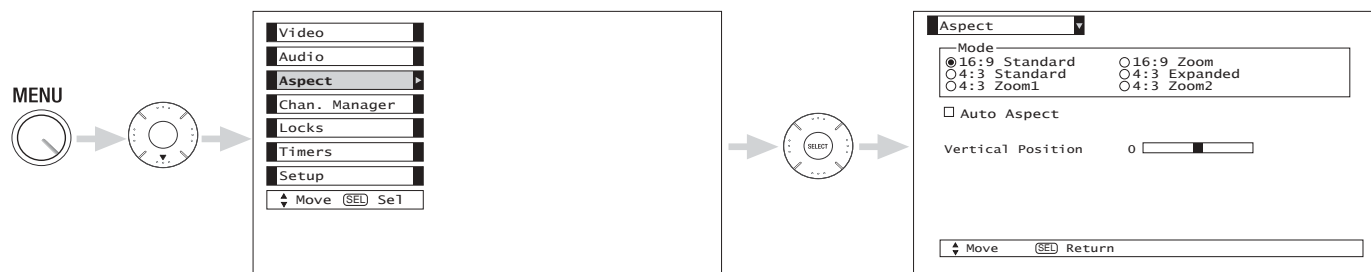 MENU
Video
Audio
Aspect
Chan. Manager
Locks
Timers
Setup
Move SEL Sel
SELECT
Aspect
Mode
16:9 Standard 16:9 Zoom
4:3 Standard 4:3 Expanded
4:3 Zoom1 4:3 Zoom2
Auto Aspect
Vertical Position 0
Move SEL Return